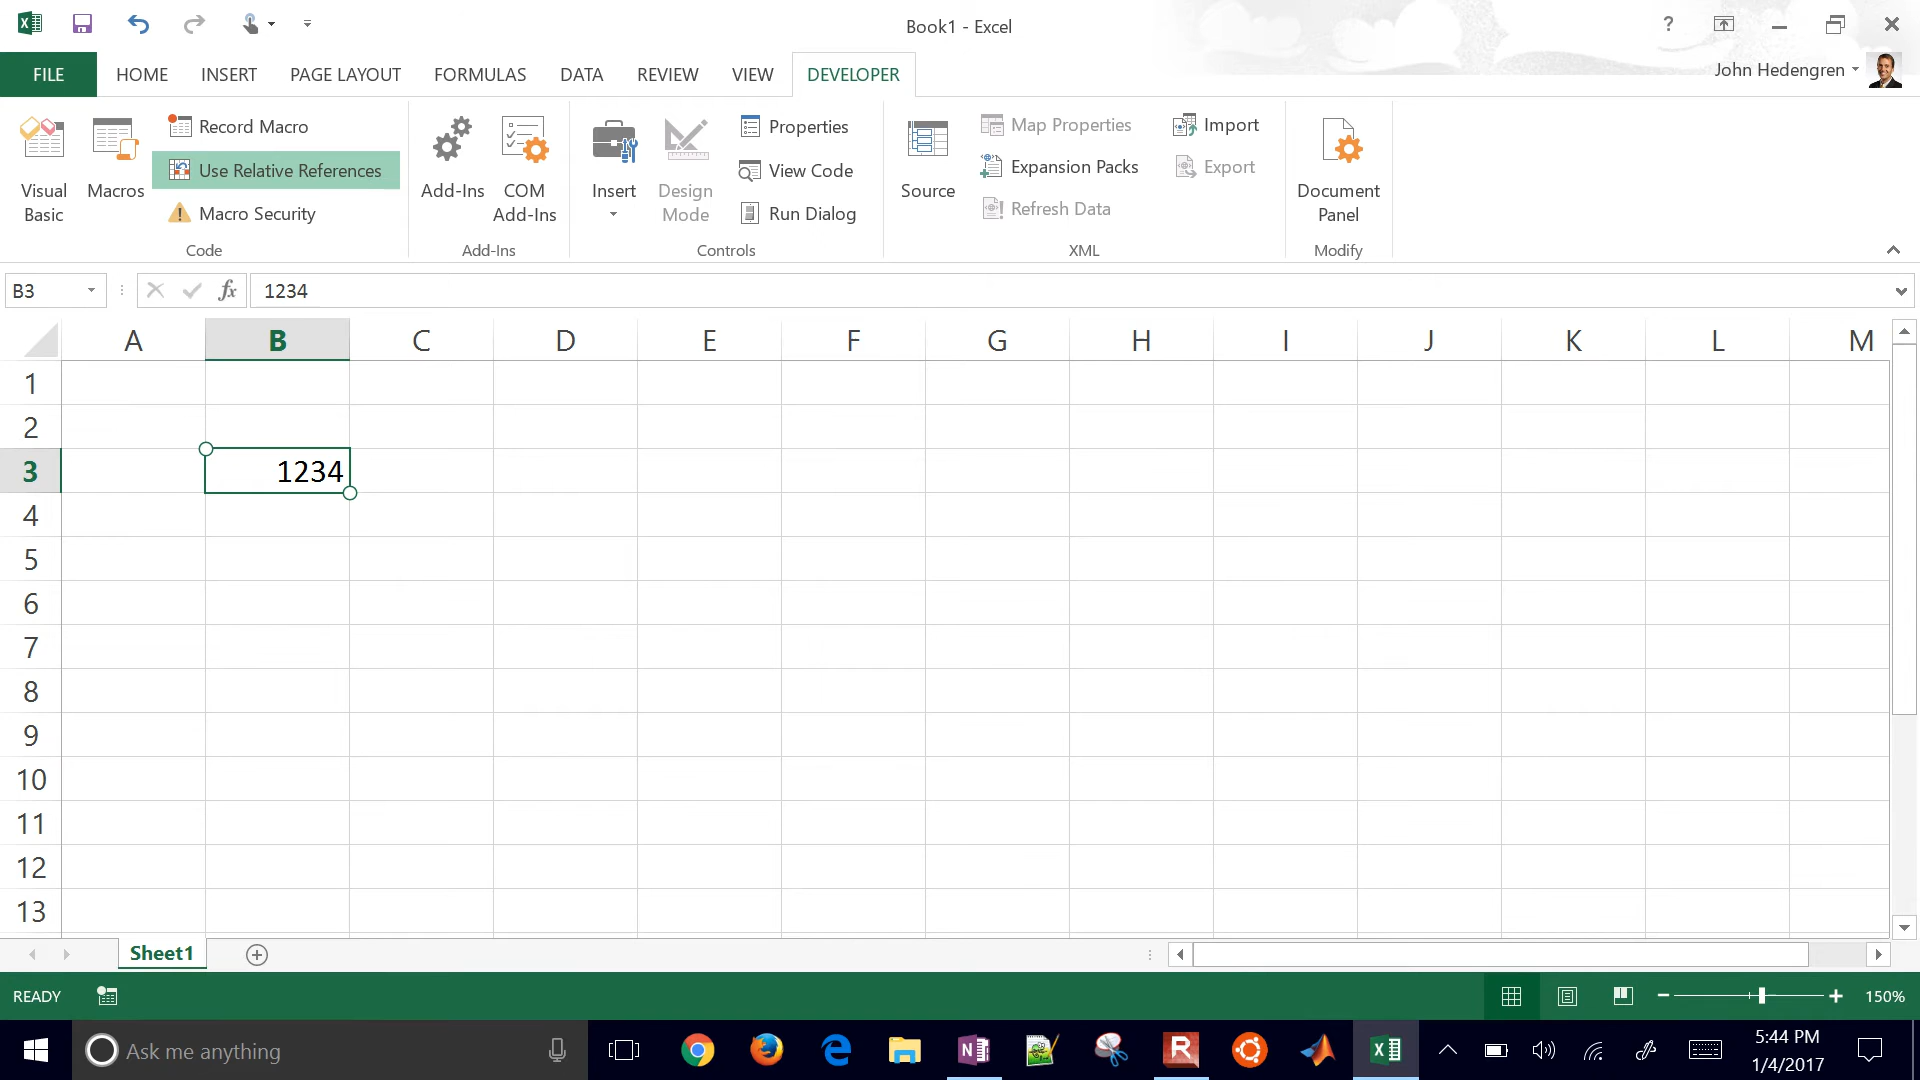 Book1 - Excel
?
FILE HOME INSERT PAGE LAYOUT FORMULAS DATA REVIEW VIEW DEVELOPER
John Hedengren
Visual Basic
Macros
Record Macro
Use Relative References
Macro Security
Code
Add-Ins
COM Add-Ins
Add-Ins
Insert
Design Mode
Properties
View Code
Run Dialog
Controls
Source
Map Properties
Expansion Packs
Refresh Data
Import
Export
XML
Document Panel
Modify
B3
fx
1234
A B C D E F G H I J K L M
1
2
3 1234
4
5
6
7
8
9
10
11
12
13
Sheet1
READY
150%
Ask me anything
5:44 PM
1/4/2017